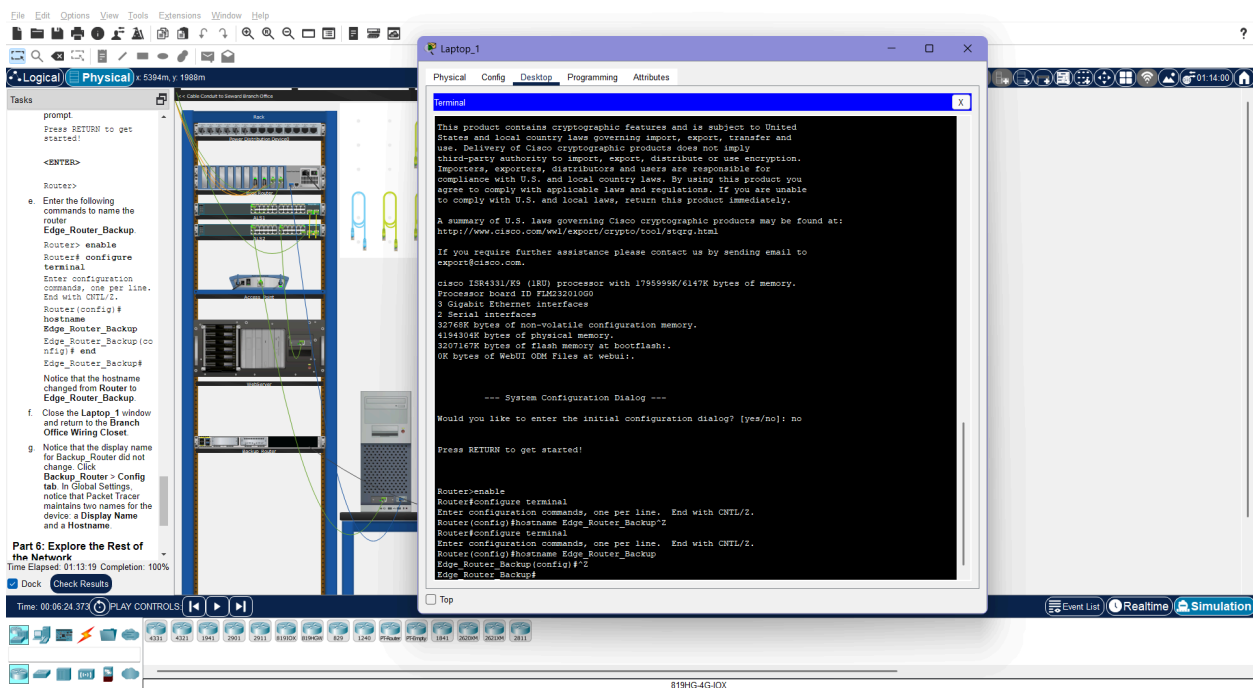 File Edit Options View Tools Extensions Window Help
?
Logical
Physical
x: 5394m, y: 1988m
01:14:00
Tasks
prompt.
Press RETURN to get
started!
<ENTER>
Router>
e. Enter the following
commands to name the
router
Edge_Router_Backup.
Router> enable
Router# configure
terminal
Enter configuration
commands, one per line.
End with CNTL/Z.
Router(config)#
hostname
Edge_Router_Backup
Edge_Router_Backup(co
nfig)# end
Edge_Router_Backup#
Notice that the hostname
changed from Router to
Edge_Router_Backup.
f. Close the Laptop_1 window
and return to the Branch
Office Wiring Closet.
g. Notice that the display name
for Backup_Router did not
change. Click
Backup_Router > Config
tab. In Global Settings,
notice that Packet Tracer
maintains two names for the
device: a Display Name
and a Hostname.
Part 6: Explore the Rest of
the Network
Time Elapsed: 01:13:19 Completion: 100%
Dock Check Results
<< Cable Conduit to Seward Branch Office
Rack
Power Distribution Device0
Router
ALS1
ALS2
Access Point
WebServer
Backup Router
Laptop_1
Physical Config Desktop Programming Attributes
Terminal
X
This product contains cryptographic features and is subject to United
States and local country laws governing import, export, transfer and
use. Delivery of Cisco cryptographic products does not imply
third-party authority to import, export, distribute or use encryption.
Importers, exporters, distributors and users are responsible for
compliance with U.S. and local country laws. By using this product you
agree to comply with applicable laws and regulations. If you are unable
to comply with U.S. and local laws, return this product immediately.
A summary of U.S. laws governing Cisco cryptographic products may be found at:
http://www.cisco.com/wwl/export/crypto/tool/stqrg.html
If you require further assistance please contact us by sending email to
export@cisco.com.
cisco ISR4331/K9 (1RU) processor with 1795999K/6147K bytes of memory.
Processor board ID FLM232010G0
3 Gigabit Ethernet interfaces
2 Serial interfaces
32768K bytes of non-volatile configuration memory.
4194304K bytes of physical memory.
3207167K bytes of flash memory at bootflash:.
0K bytes of WebUI ODM Files at webui:.
--- System Configuration Dialog ---
Would you like to enter the initial configuration dialog? [yes/no]: no
Press RETURN to get started!
Router>enable
Router#configure terminal
Enter configuration commands, one per line. End with CNTL/Z.
Router(config)#hostname Edge_Router_Backup^Z
Router#configure terminal
Enter configuration commands, one per line. End with CNTL/Z.
Router(config)#hostname Edge_Router_Backup
Edge_Router_Backup(config)#^Z
Edge_Router_Backup#
Top
Time: 00:06:24.373 PLAY CONTROLS:
Event List Realtime Simulation
4331 4321 1941 2901 2911 819IOX 819HGW 829 1240 PT-Router PT-Empty 1841 2620XM 2621XM 2811
819HG-4G-IOX